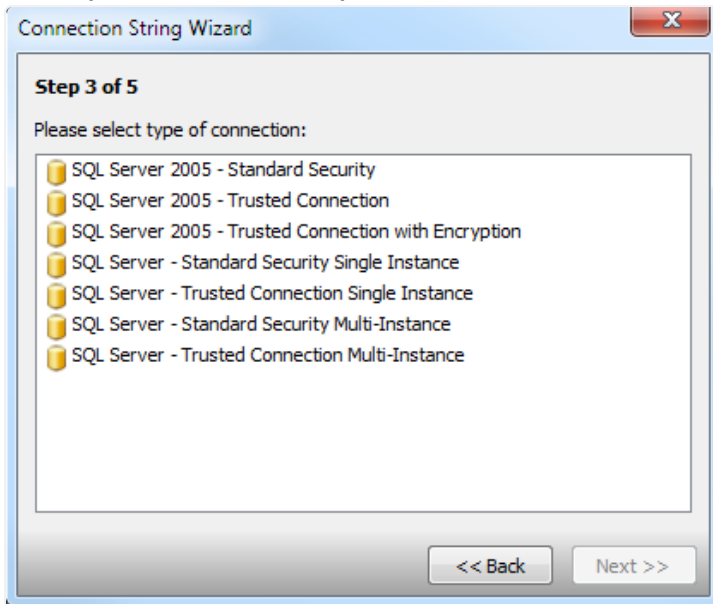 Connection String Wizard
X
Step 3 of 5
Please select type of connection:
SQL Server 2005 - Standard Security
SQL Server 2005 - Trusted Connection
SQL Server 2005 - Trusted Connection with Encryption
SQL Server - Standard Security Single Instance
SQL Server - Trusted Connection Single Instance
SQL Server - Standard Security Multi-Instance
SQL Server - Trusted Connection Multi-Instance
<< Back Next >>